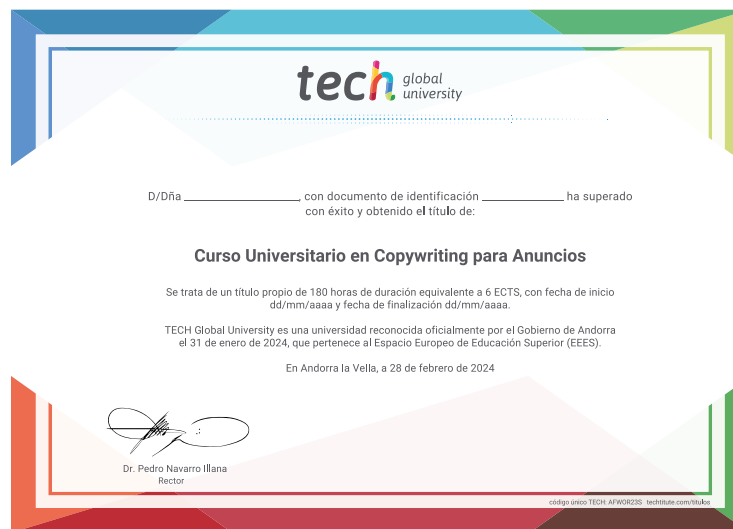 tech global university
D/Dña ____________, con documento de identificación ____________ ha superado
con éxito y obtenido el título de:
Curso Universitario en Copywriting para Anuncios
Se trata de un título propio de 180 horas de duración equivalente a 6 ECTS, con fecha de inicio
dd/mm/aaaa y fecha de finalización dd/mm/aaaa.
TECH Global University es una universidad reconocida oficialmente por el Gobierno de Andorra
el 31 de enero de 2024, que pertenece al Espacio Europeo de Educación Superior (EEES).
En Andorra la Vella, a 28 de febrero de 2024
Dr. Pedro Navarro Illana
Rector
código único TECH: AFWOR23S techtitute.com/titulos